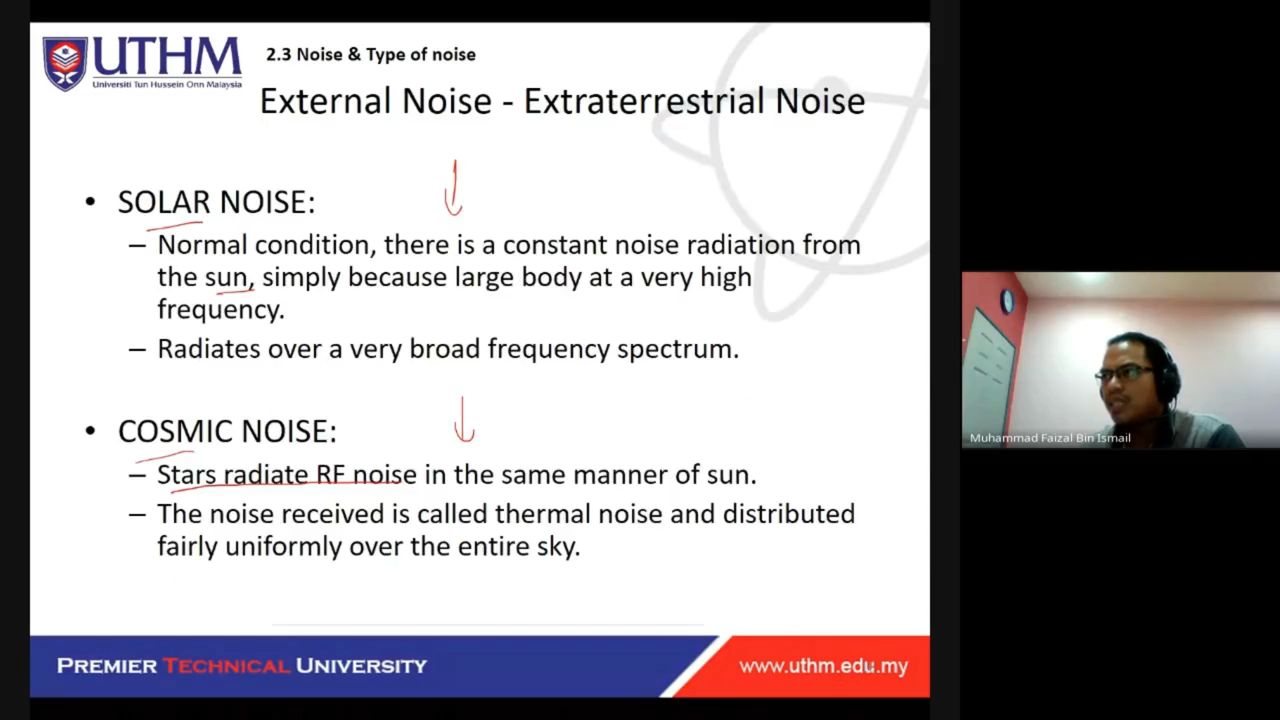 UTHM
Universiti Tun Hussein Onn Malaysia
2.3 Noise & Type of noise
External Noise - Extraterrestrial Noise
• SOLAR NOISE:
– Normal condition, there is a constant noise radiation from
the sun, simply because large body at a very high
frequency.
– Radiates over a very broad frequency spectrum.
• COSMIC NOISE:
– Stars radiate RF noise in the same manner of sun.
– The noise received is called thermal noise and distributed
fairly uniformly over the entire sky.
PREMIER TECHNICAL UNIVERSITY
www.uthm.edu.my
Muhammad Faizal Bin Ismail